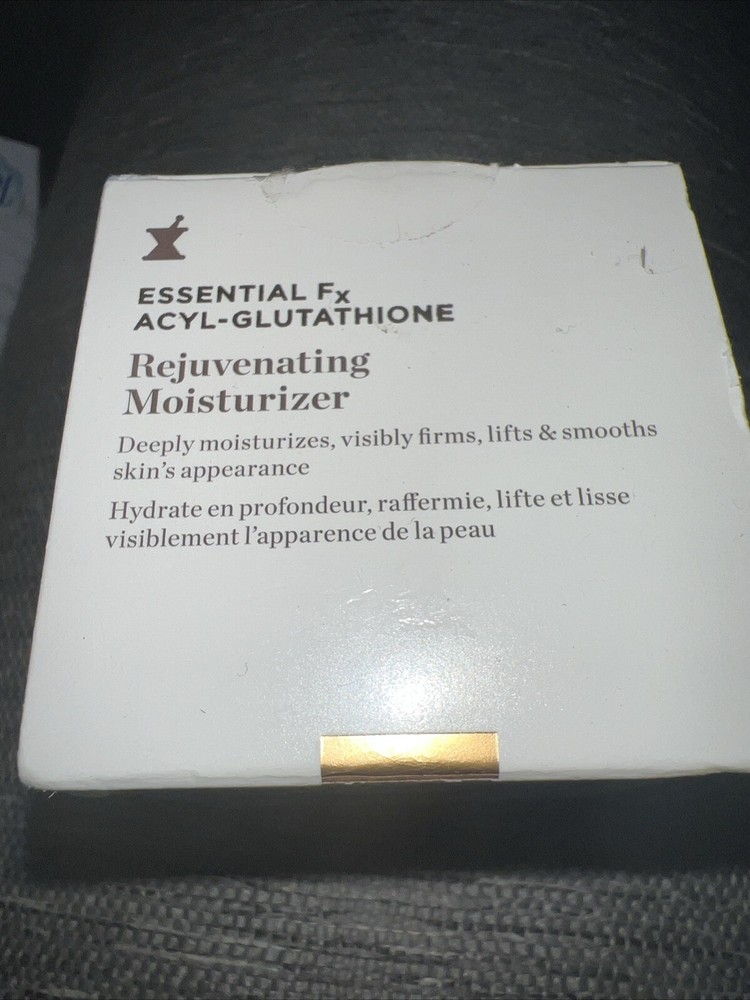 ESSENTIAL Fx
ACYL-GLUTATHIONE
Rejuvenating
Moisturizer
Deeply moisturizes, visibly firms, lifts & smooths
skin's appearance
Hydrate en profondeur, raffermie, lifte et lisse
visiblement l'apparence de la peau